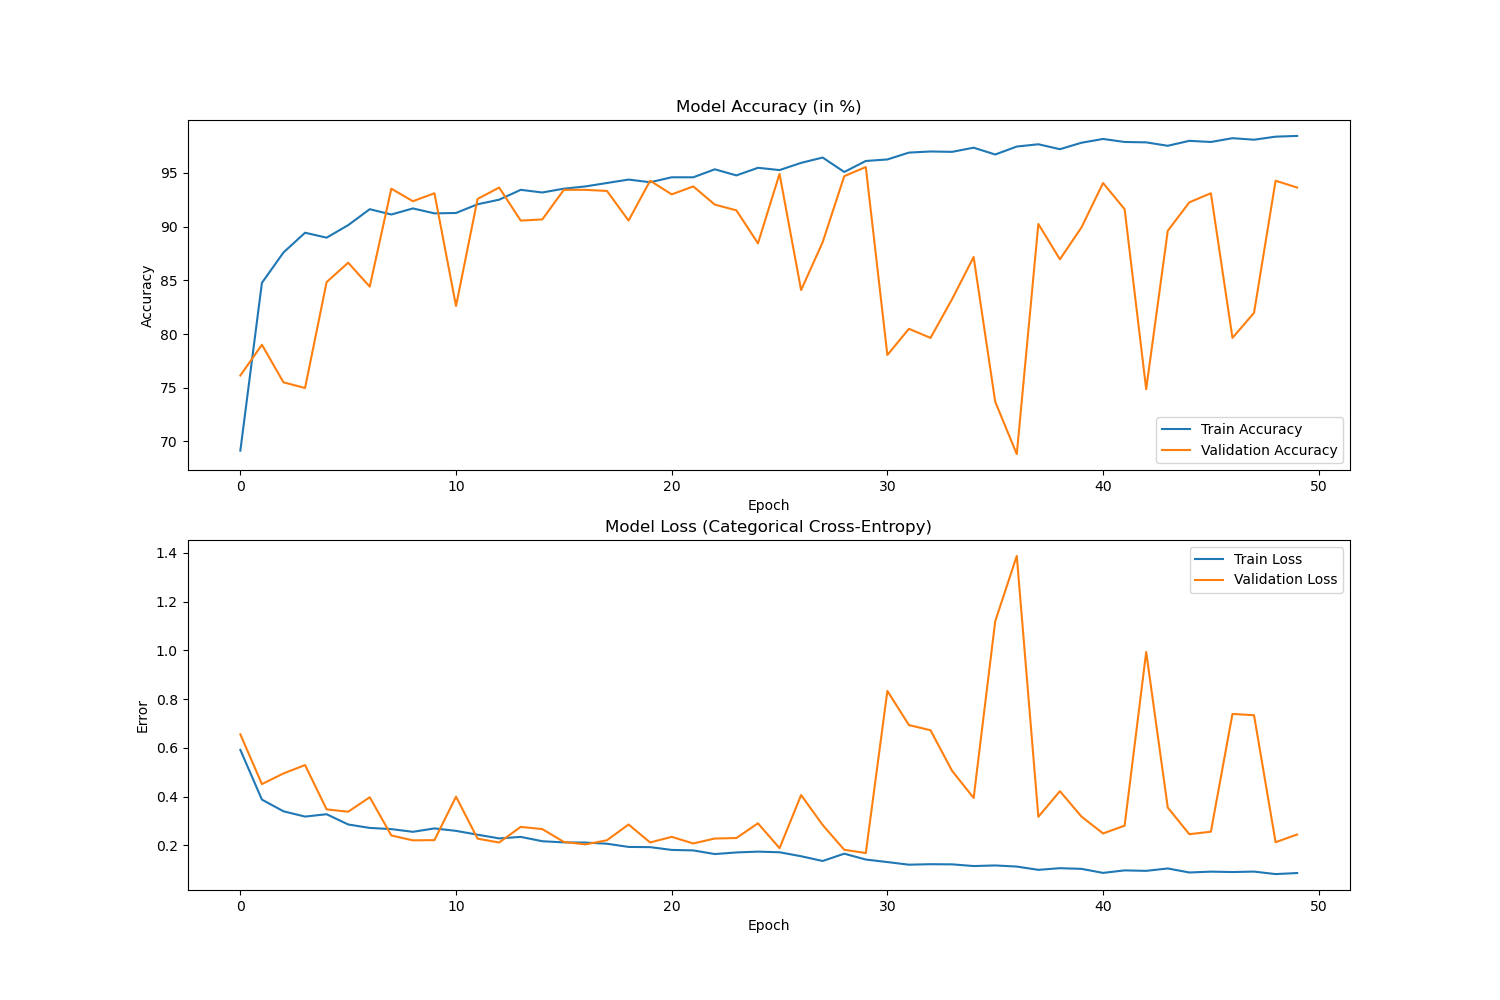 Model Accuracy (in %)
95
90
85
80
75
70
Accuracy
Train Accuracy
Validation Accuracy
0 10 20 30 40 50
Epoch
Model Loss (Categorical Cross-Entropy)
1.4
1.2
1.0
0.8
0.6
0.4
0.2
Error
Train Loss
Validation Loss
0 10 20 30 40 50
Epoch